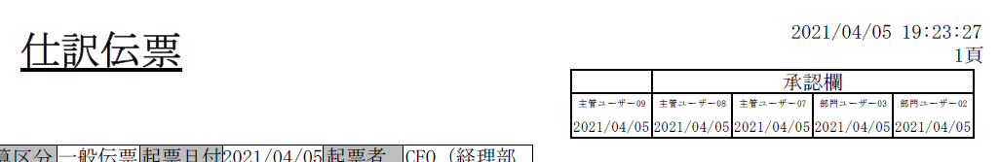 2021/04/05 19:23:27
仕訳伝票
1頁
承認欄
主管ユーザー09 主管ユーザー08 主管ユーザー07 部門ユーザー03 部門ユーザー02
2021/04/05 2021/04/05 2021/04/05 2021/04/05 2021/04/05
算区分 一般伝票 起票日付 2021/04/05 起票者 CFO (経理部